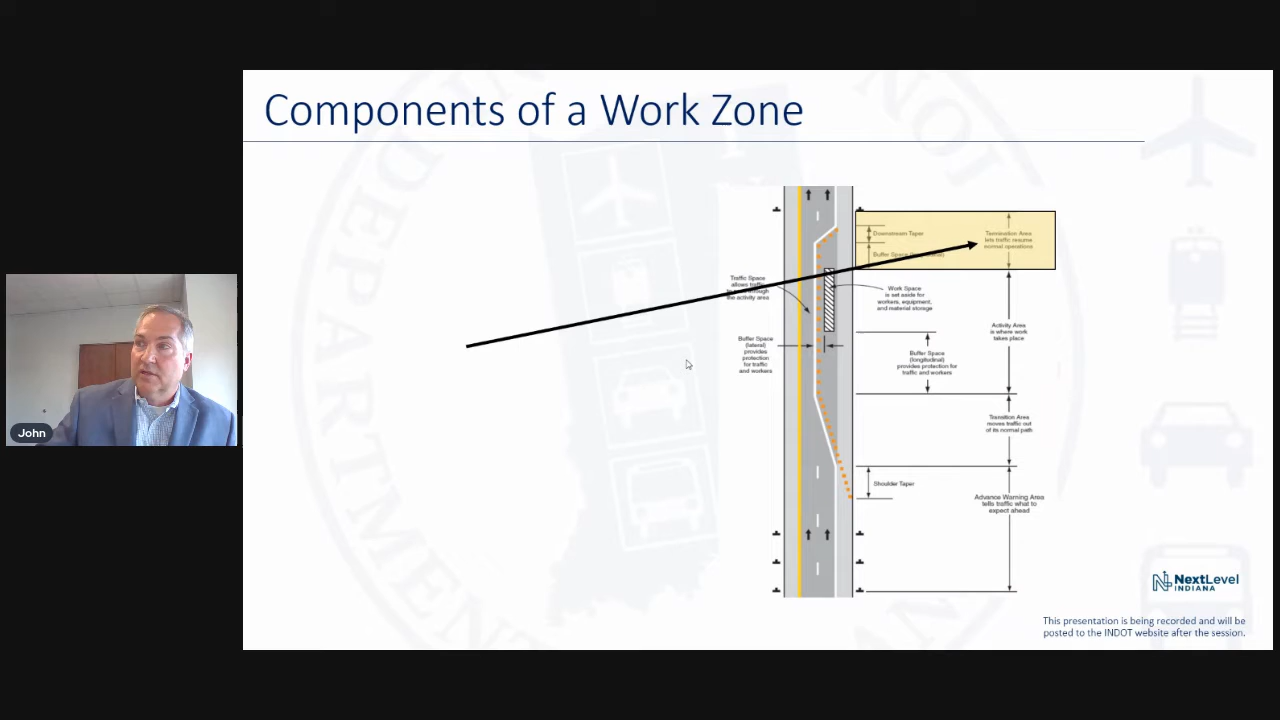 Components of a Work Zone
Downstream Taper
Buffer Space
Termination Area
lets traffic resume
normal operations
Traffic Space
allows traffic
through
the activity area
Work Space
is set aside for
workers, equipment,
and material storage
Activity Area
is where work
takes place
Buffer Space
(lateral)
provides
protection
for traffic
and workers
Buffer Space
(longitudinal)
provides protection for
traffic and workers
Transition Area
moves traffic out
of its normal path
Shoulder Taper
Advance Warning Area
tells traffic what to
expect ahead
John
NextLevel
INDIANA
This presentation is being recorded and will be
posted to the INDOT website after the session.
DEPARTMEN
INDOT